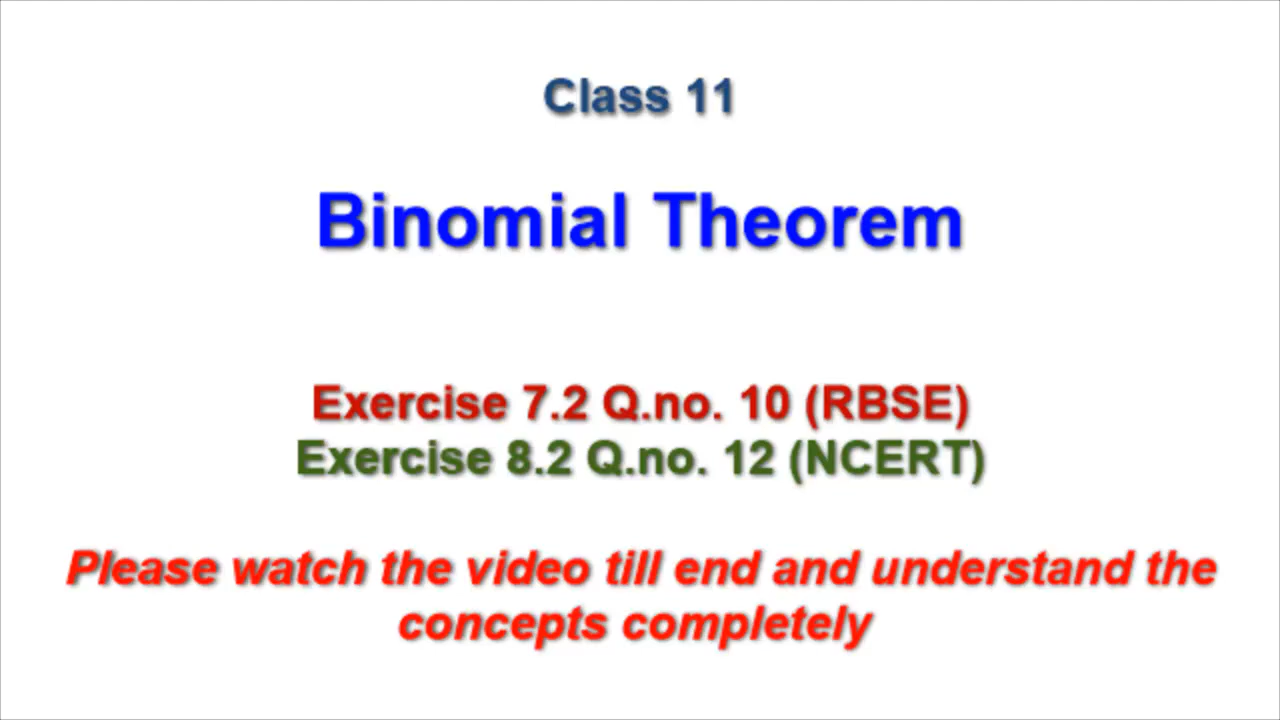 Class 11
Binomial Theorem
Exercise 7.2 Q.no. 10 (RBSE)
Exercise 8.2 Q.no. 12 (NCERT)
Please watch the video till end and understand the
concepts completely